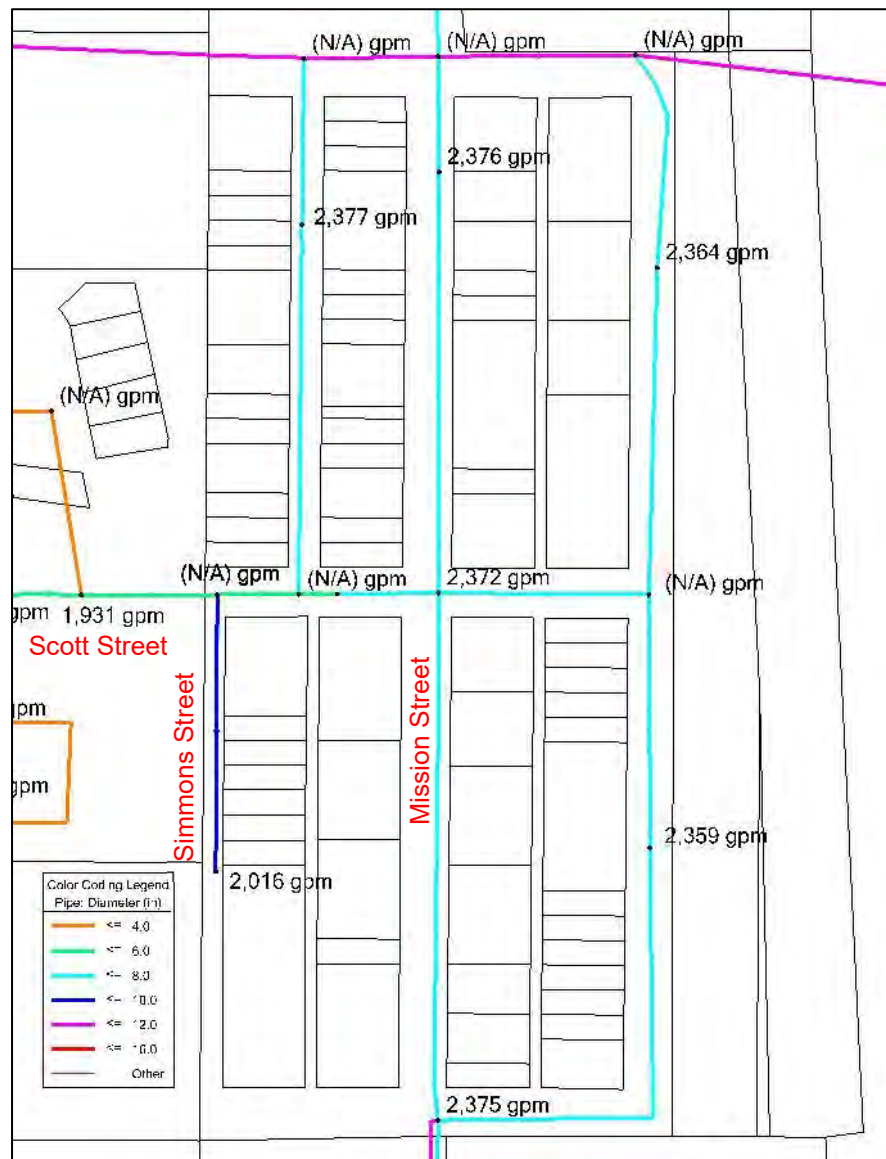 (N/A) gpm
(N/A) gpm
(N/A) gpm
2,376 gpm
2,377 gpm
2,364 gpm
(N/A) gpm
(N/A) gpm
(N/A) gpm
2,372 gpm
(N/A) gpm
gpm
1,931 gpm
Scott Street
Simmons Street
Mission Street
gpm
gpm
2,359 gpm
2,016 gpm
Color Coding Legend
Pipe: Diameter (in)
<= 4.0
<= 6.0
<= 8.0
<= 10.0
<= 12.0
<= 16.0
Other
2,375 gpm